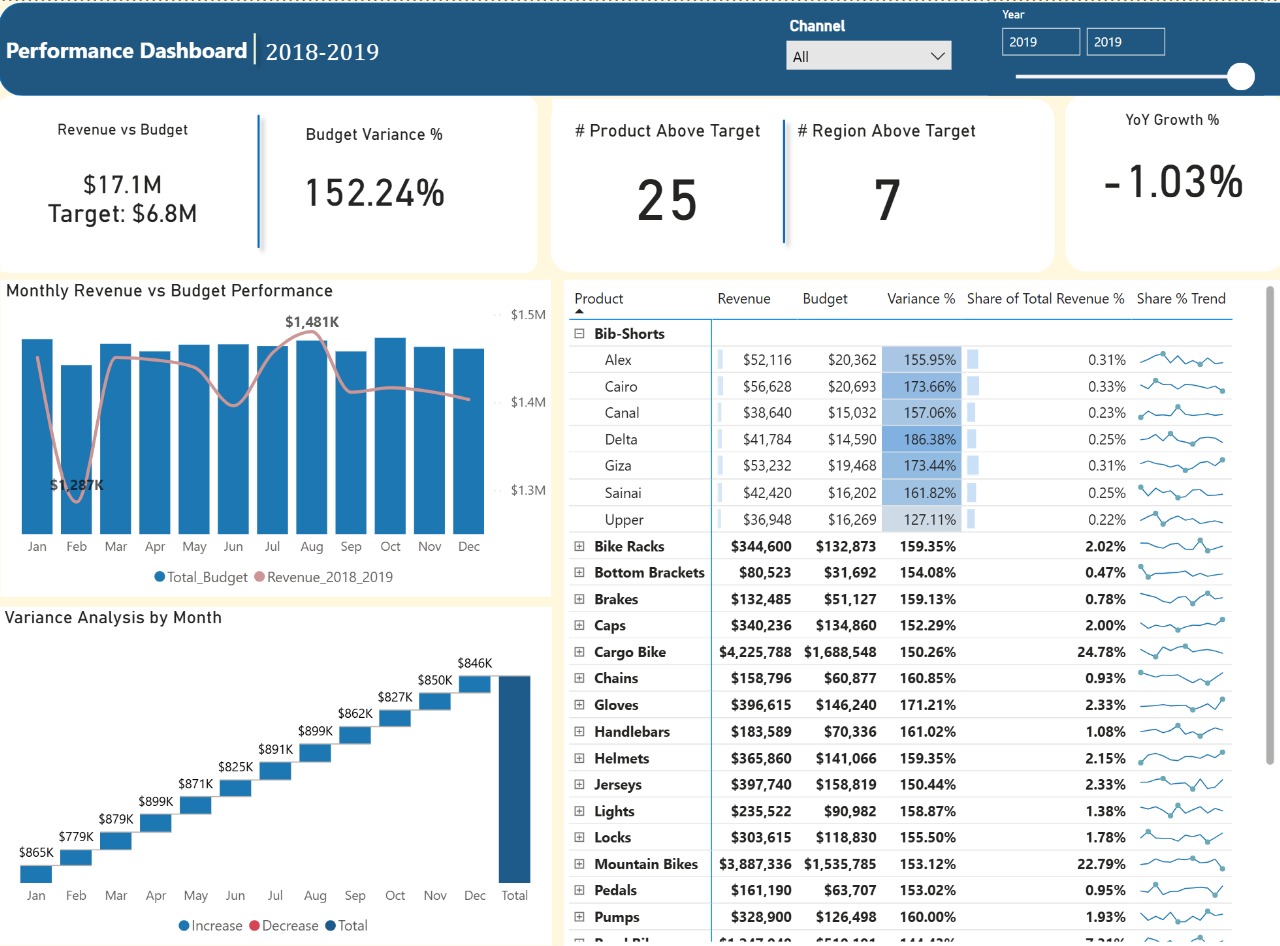 Performance Dashboard | 2018-2019
Channel
All
Year
2019 2019
Revenue vs Budget
$17.1M
Target: $6.8M
Budget Variance %
152.24%
# Product Above Target
25
# Region Above Target
7
YoY Growth %
-1.03%
Monthly Revenue vs Budget Performance
$1,481K
$1,287K
$1.5M
$1.4M
$1.3M
Jan Feb Mar Apr May Jun Jul Aug Sep Oct Nov Dec
Total_Budget Revenue_2018_2019
Variance Analysis by Month
$865K
$779K
$879K
$899K
$871K
$825K
$891K
$899K
$862K
$827K
$850K
$846K
Jan Feb Mar Apr May Jun Jul Aug Sep Oct Nov Dec Total
Increase Decrease Total
Product Revenue Budget Variance % Share of Total Revenue % Share % Trend
Bib-Shorts
Alex $52,116 $20,362 155.95% 0.31%
Cairo $56,628 $20,693 173.66% 0.33%
Canal $38,640 $15,032 157.06% 0.23%
Delta $41,784 $14,590 186.38% 0.25%
Giza $53,232 $19,468 173.44% 0.31%
Sainai $42,420 $16,202 161.82% 0.25%
Upper $36,948 $16,269 127.11% 0.22%
Bike Racks $344,600 $132,873 159.35% 2.02%
Bottom Brackets $80,523 $31,692 154.08% 0.47%
Brakes $132,485 $51,127 159.13% 0.78%
Caps $340,236 $134,860 152.29% 2.00%
Cargo Bike $4,225,788 $1,688,548 150.26% 24.78%
Chains $158,796 $60,877 160.85% 0.93%
Gloves $396,615 $146,240 171.21% 2.33%
Handlebars $183,589 $70,336 161.02% 1.08%
Helmets $365,860 $141,066 159.35% 2.15%
Jerseys $397,740 $158,819 150.44% 2.33%
Lights $235,522 $90,982 158.87% 1.38%
Locks $303,615 $118,830 155.50% 1.78%
Mountain Bikes $3,887,336 $1,535,785 153.12% 22.79%
Pedals $161,190 $63,707 153.02% 0.95%
Pumps $328,900 $126,498 160.00% 1.93%